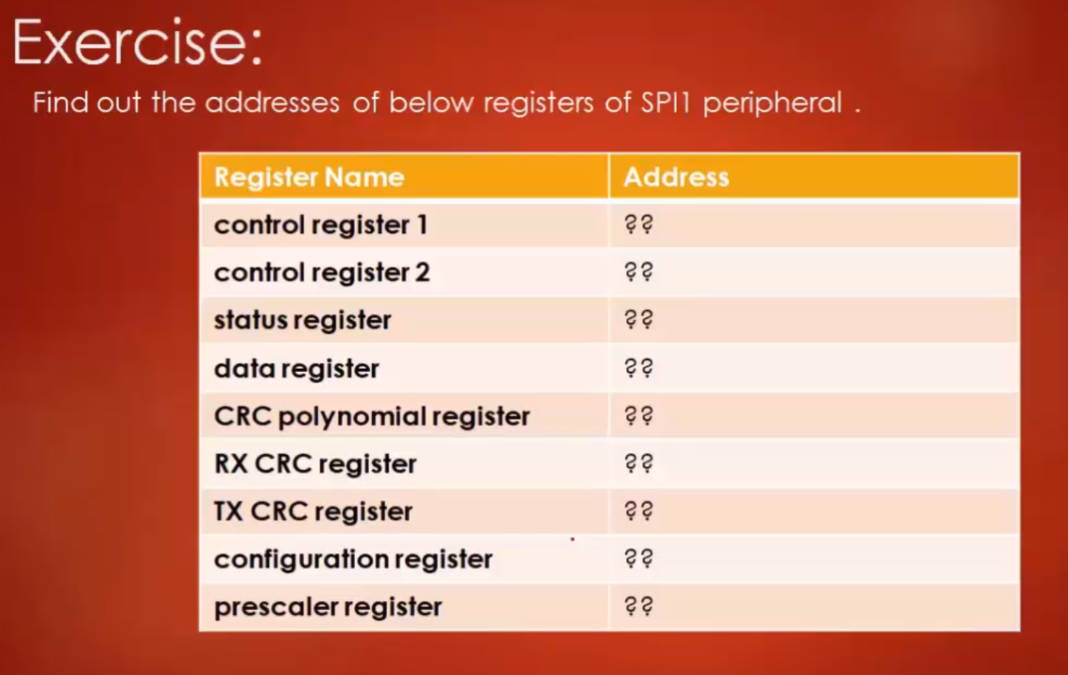 Exercise:
Find out the addresses of below registers of SPI1 peripheral .
Register Name Address
control register 1 ??
control register 2 ??
status register ??
data register ??
CRC polynomial register ??
RX CRC register ??
TX CRC register ??
configuration register ??
prescaler register ??